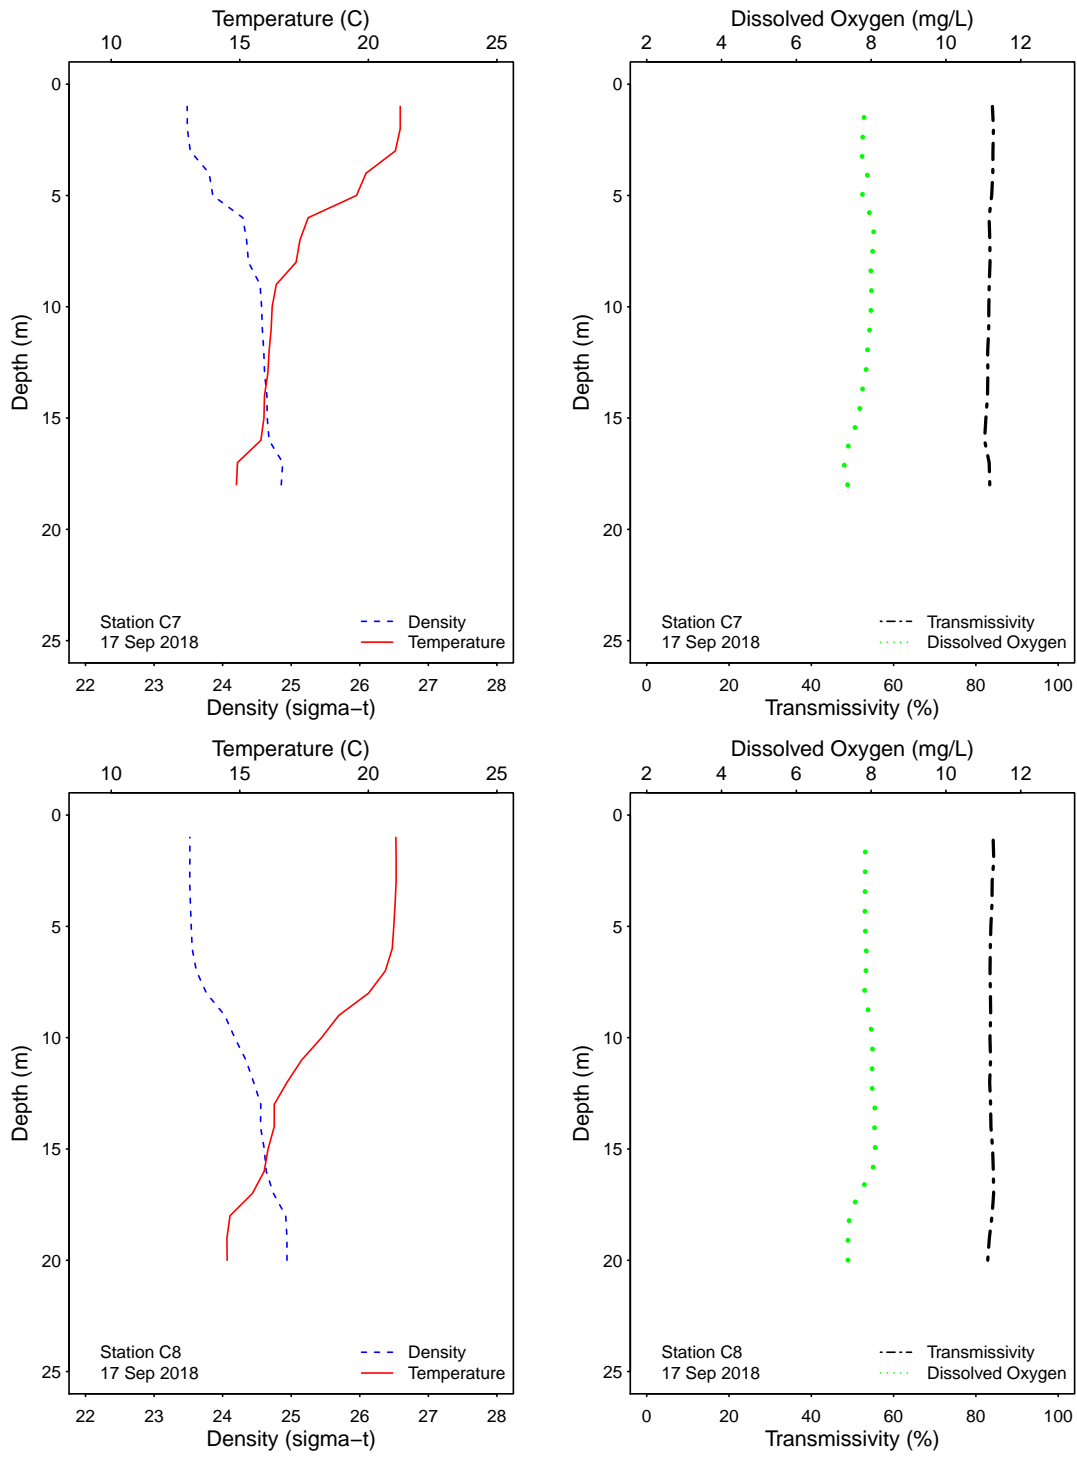 Temperature (C)
10 15 20 25
0
5
10
15
20
25
Depth (m)
Station C7
17 Sep 2018
Density
Temperature
22 23 24 25 26 27 28
Density (sigma−t)
Dissolved Oxygen (mg/L)
2 4 6 8 10 12
0
5
10
15
20
25
Depth (m)
Station C7
17 Sep 2018
Transmissivity
Dissolved Oxygen
0 20 40 60 80 100
Transmissivity (%)
Temperature (C)
10 15 20 25
0
5
10
15
20
25
Depth (m)
Station C8
17 Sep 2018
Density
Temperature
22 23 24 25 26 27 28
Density (sigma−t)
Dissolved Oxygen (mg/L)
2 4 6 8 10 12
0
5
10
15
20
25
Depth (m)
Station C8
17 Sep 2018
Transmissivity
Dissolved Oxygen
0 20 40 60 80 100
Transmissivity (%)